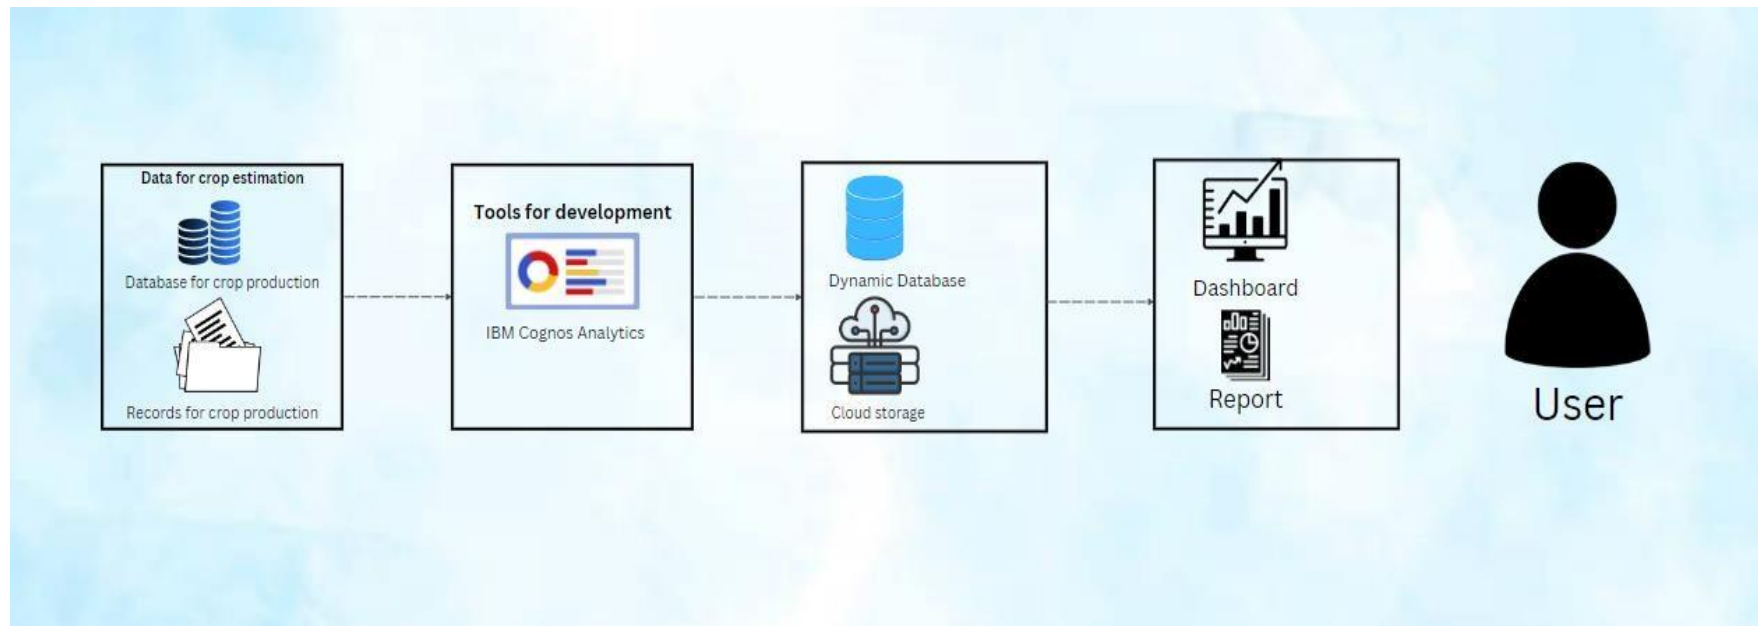 Data for crop estimation
Database for crop production
Records for crop production
Tools for development
IBM Cognos Analytics
Dynamic Database
Cloud storage
Dashboard
Report
User